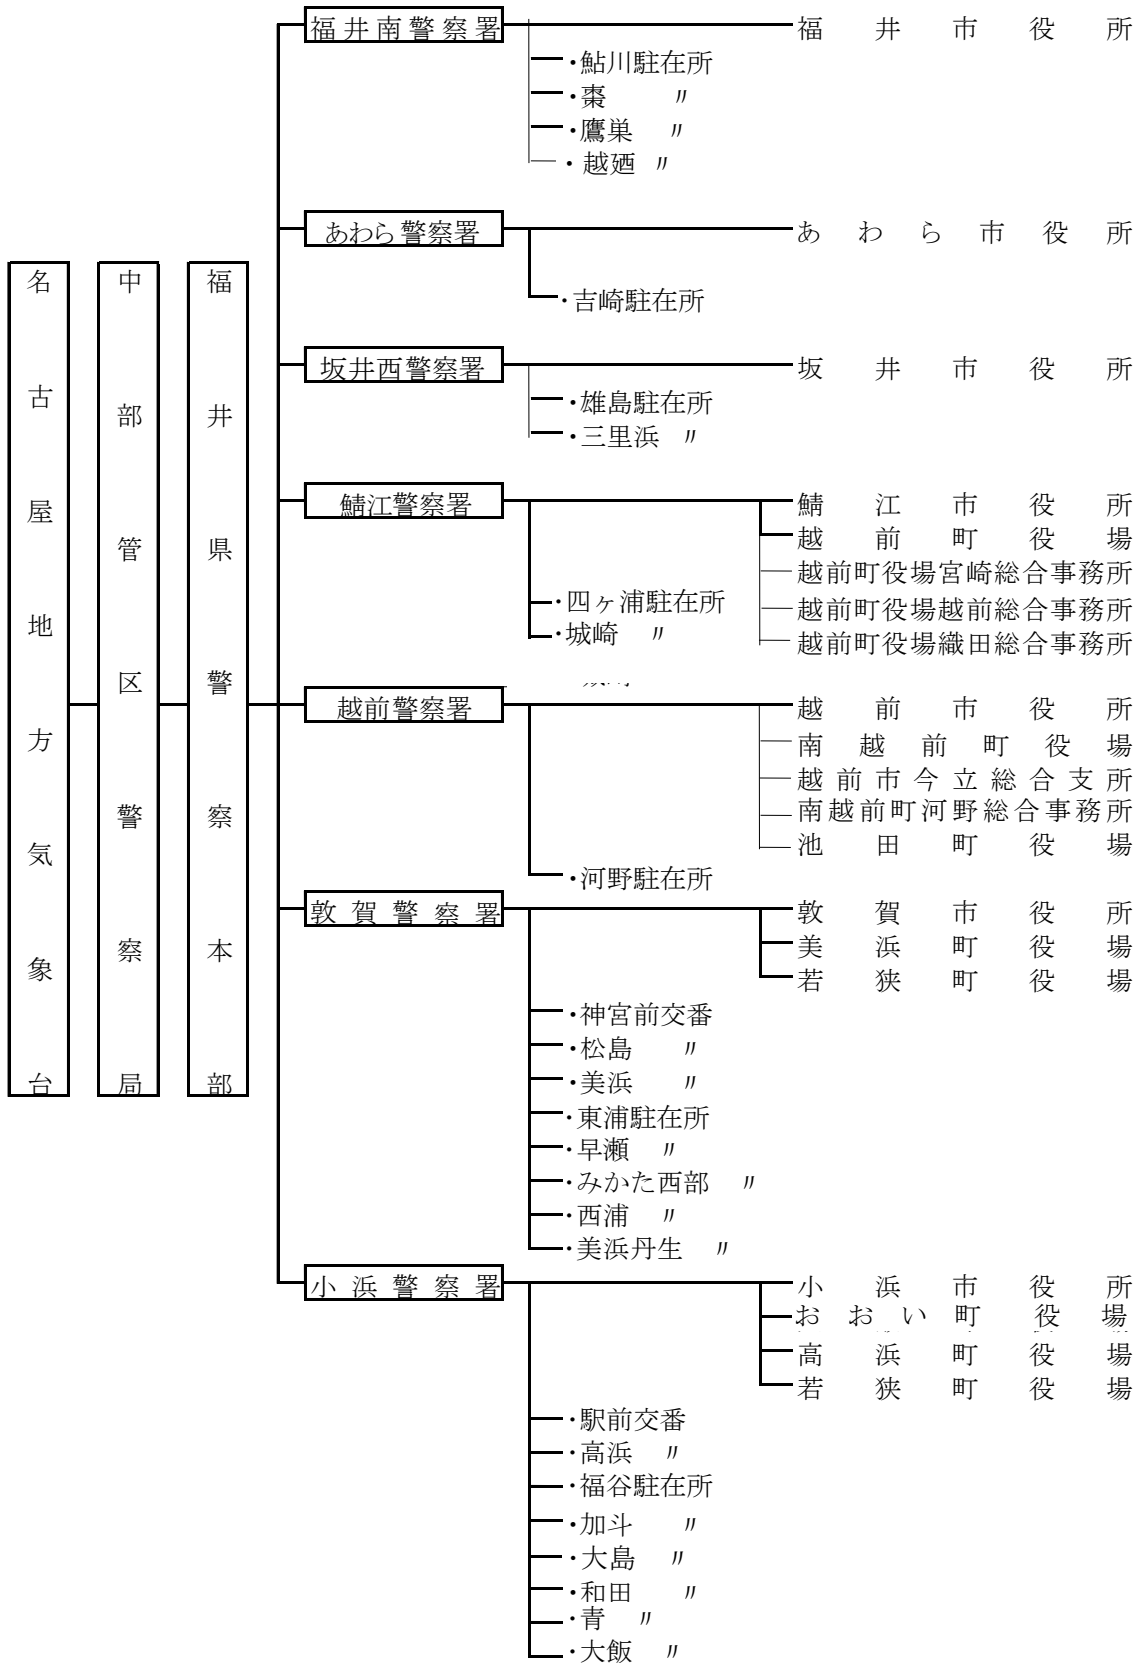 名古屋地方気象台
中部管区警察局
福井県警察本部
福井南警察署
福井市役所
・鮎川駐在所
・棗　〃
・鷹巣　〃
・越廼　〃
あわら警察署
あわら市役所
・吉崎駐在所
坂井西警察署
坂井市役所
・雄島駐在所
・三里浜　〃
鯖江警察署
鯖江市役所
越前町役場
越前町役場宮崎総合事務所
越前町役場越前総合事務所
越前町役場織田総合事務所
・四ヶ浦駐在所
・城崎　〃
越前警察署
越前市役所
南越前町役場
越前市今立総合支所
南越前町河野総合事務所
池田町役場
・河野駐在所
敦賀警察署
敦賀市役所
美浜町役場
若狭町役場
・神宮前交番
・松島　〃
・美浜　〃
・東浦駐在所
・早瀬　〃
・みかた西部　〃
・西浦　〃
・美浜丹生　〃
小浜警察署
小浜市役所
おおい町役場
高浜町役場
若狭町役場
・駅前交番
・高浜　〃
・福谷駐在所
・加斗　〃
・大島　〃
・和田　〃
・青　〃
・大飯　〃